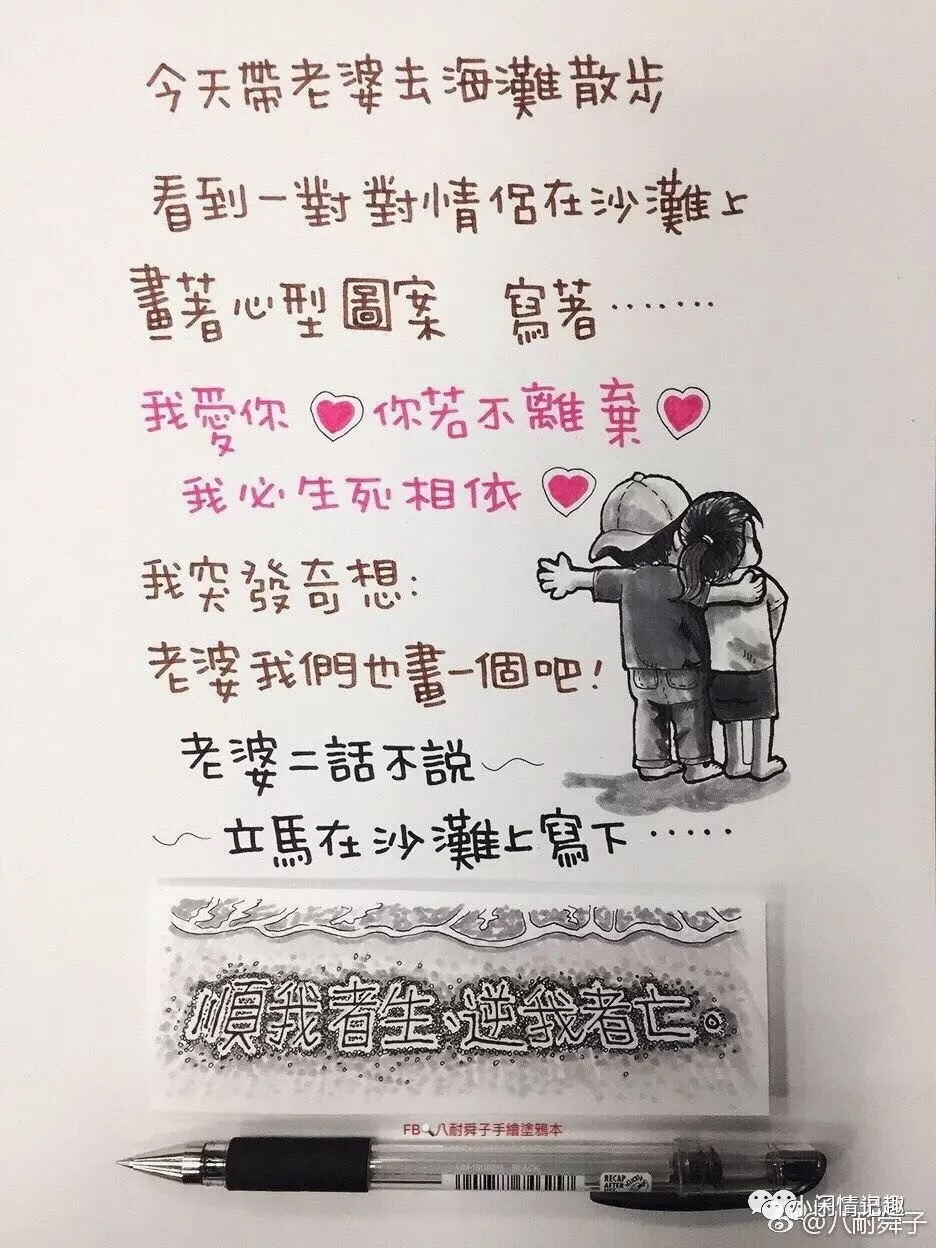 今天帶老婆去海灘散步
看到一對對情侶在沙灘上
畫著心型圖案 寫著‧‧‧‧‧‧‧
我愛你 你若不離棄
我必生死相依
我突發奇想:
老婆我們也畫一個吧!
老婆二話不說~
~立馬在沙灘上寫下‧‧‧‧‧
順我者生、逆我者亡。
FB 八耐舜子手繪塗鴉本
BLACK
RECAP
AFTER
小闲情记趣
@八耐舜子